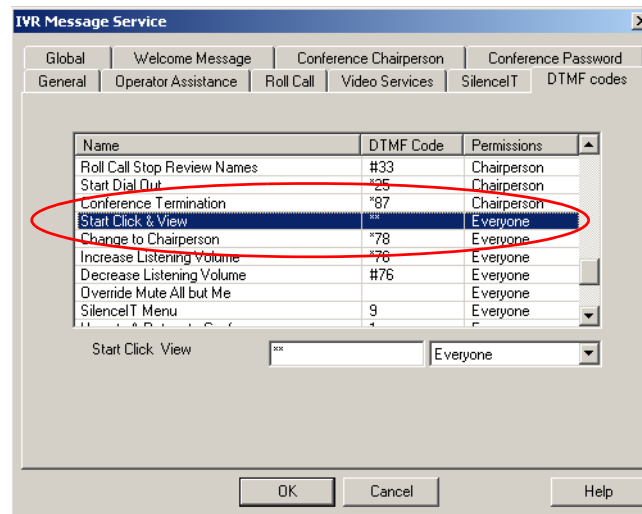 IVR Message Service
Global Welcome Message Conference Chairperson Conference Password
General Operator Assistance Roll Call Video Services SilenceIT DTMF codes
Name DTMF Code Permissions
Roll Call Stop Review Names #33 Chairperson
Start Dial Out *25 Chairperson
Conference Termination *87 Chairperson
Start Click & View ** Everyone
Change to Chairperson *78 Everyone
Increase Listening Volume *76 Everyone
Decrease Listening Volume #76 Everyone
Override Mute All but Me Everyone
SilenceIT Menu 9 Everyone
Start Click View ** Everyone
OK Cancel Help